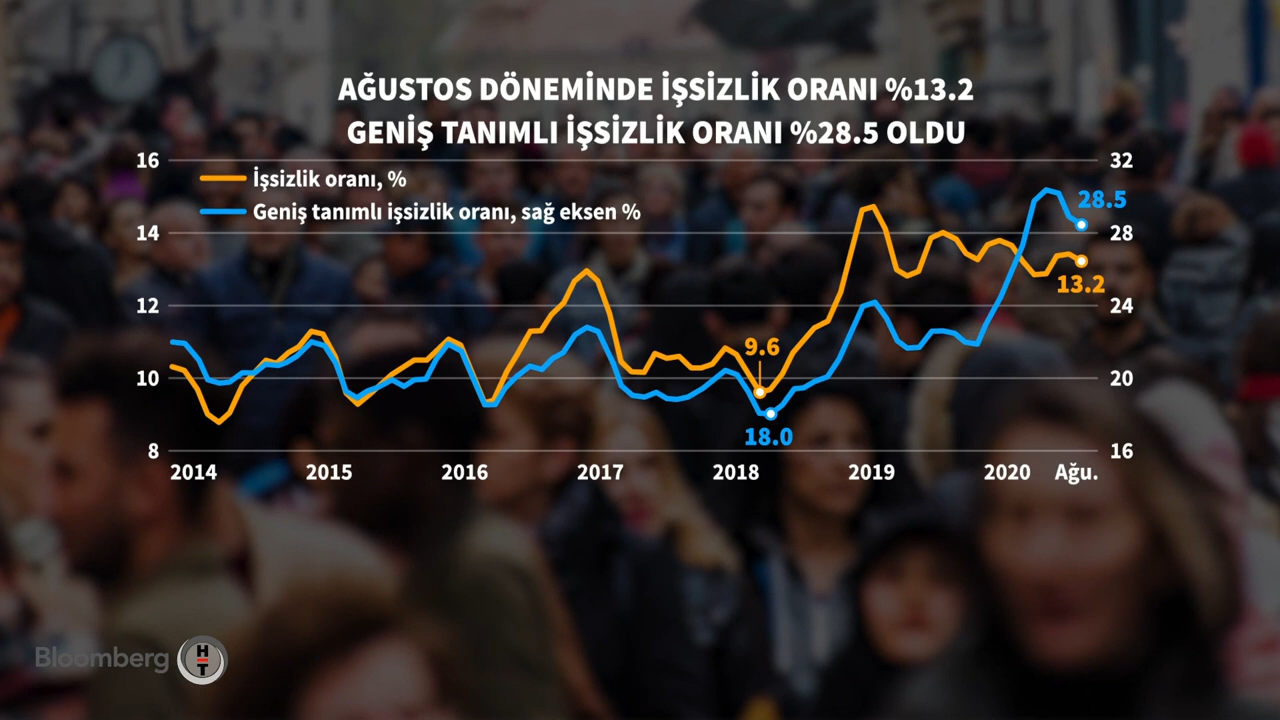 AĞUSTOS DÖNEMİNDE İŞSİZLİK ORANI %13.2
GENİŞ TANIMLI İŞSİZLİK ORANI %28.5 OLDU
16 32
İşsizlik oranı, %
Geniş tanımlı işsizlik oranı, sağ eksen %
28.5
14 28
13.2
12 24
9.6
10 20
18.0
8 16
2014 2015 2016 2017 2018 2019 2020 Ağu.
Bloomberg HT